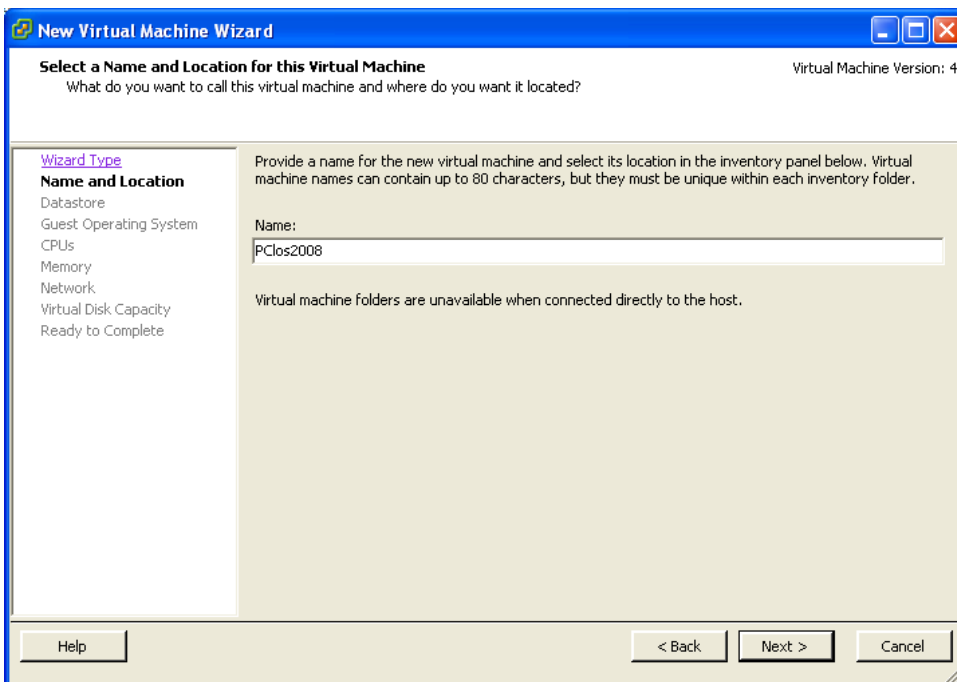 New Virtual Machine Wizard
Select a Name and Location for this Virtual Machine
What do you want to call this virtual machine and where do you want it located?
Virtual Machine Version: 4
Wizard Type
Name and Location
Datastore
Guest Operating System
CPUs
Memory
Network
Virtual Disk Capacity
Ready to Complete
Provide a name for the new virtual machine and select its location in the inventory panel below. Virtual
machine names can contain up to 80 characters, but they must be unique within each inventory folder.
Name:
PClos2008
Virtual machine folders are unavailable when connected directly to the host.
Help
< Back
Next >
Cancel